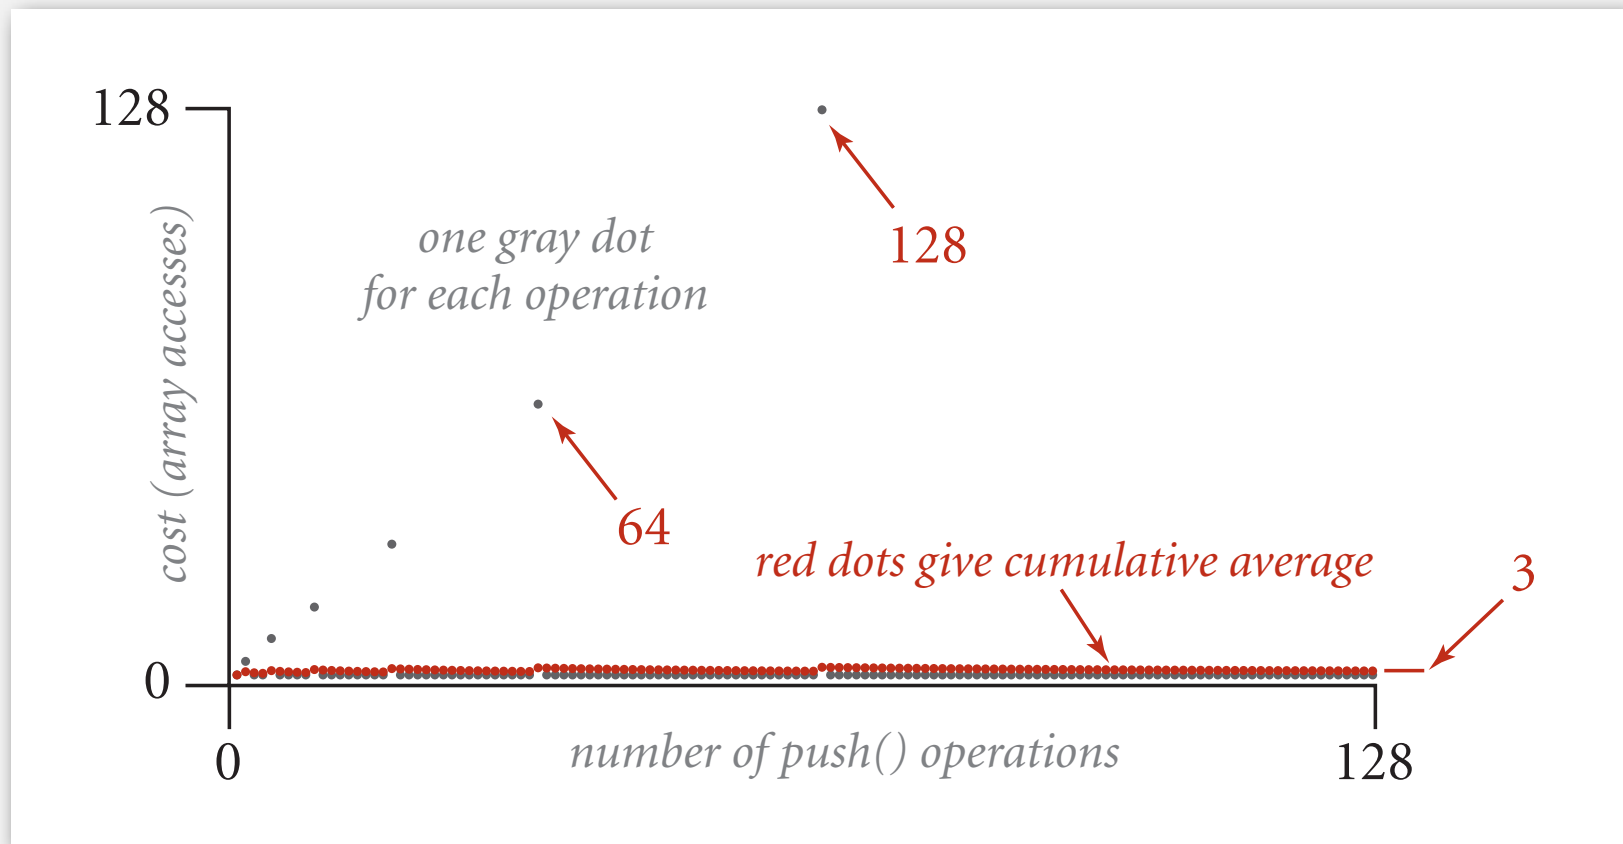 128
cost (array accesses)
0
0
number of push() operations
128
one gray dot
for each operation
128
64
red dots give cumulative average
3